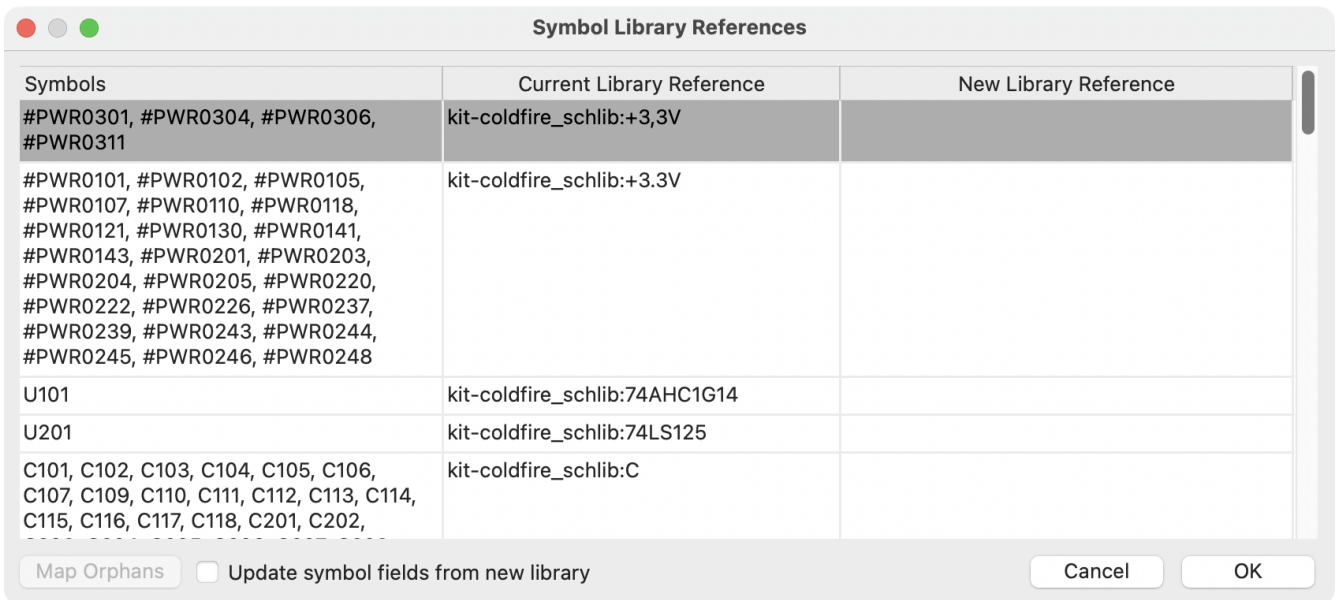 Symbol Library References
Symbols
Current Library Reference
New Library Reference
#PWR0301, #PWR0304, #PWR0306,
#PWR0311
kit-coldfire_schlib:+3,3V
#PWR0101, #PWR0102, #PWR0105,
#PWR0107, #PWR0110, #PWR0118,
#PWR0121, #PWR0130, #PWR0141,
#PWR0143, #PWR0201, #PWR0203,
#PWR0204, #PWR0205, #PWR0220,
#PWR0222, #PWR0226, #PWR0237,
#PWR0239, #PWR0243, #PWR0244,
#PWR0245, #PWR0246, #PWR0248
kit-coldfire_schlib:+3.3V
U101
kit-coldfire_schlib:74AHC1G14
U201
kit-coldfire_schlib:74LS125
C101, C102, C103, C104, C105, C106,
C107, C109, C110, C111, C112, C113, C114,
C115, C116, C117, C118, C201, C202,
kit-coldfire_schlib:C
Map Orphans
Update symbol fields from new library
Cancel
OK